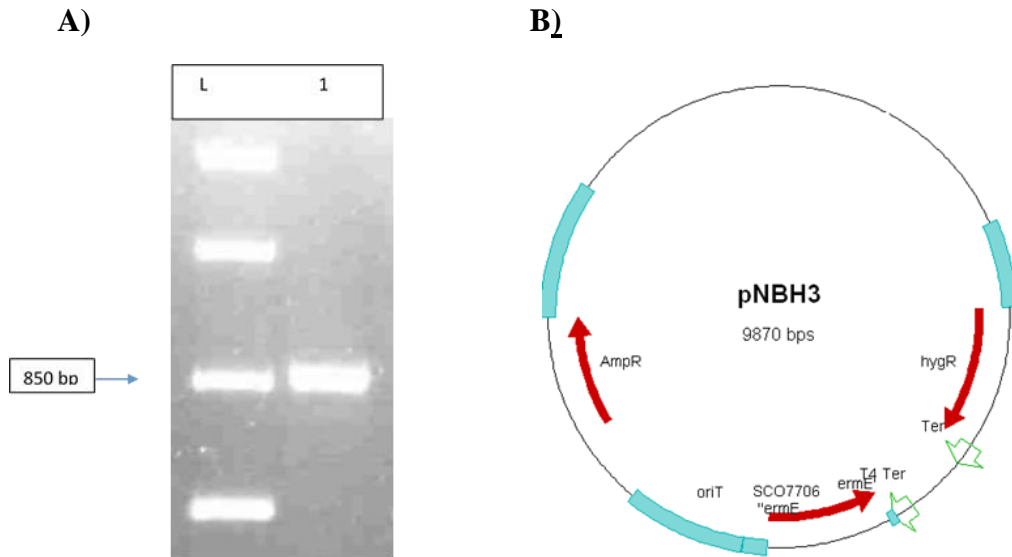 A)
B)
L 1
850 bp
pNBH3
9870 bps
AmpR
hygR
Ter
T4 Ter
ermE
oriT
SCO7706
"ermE